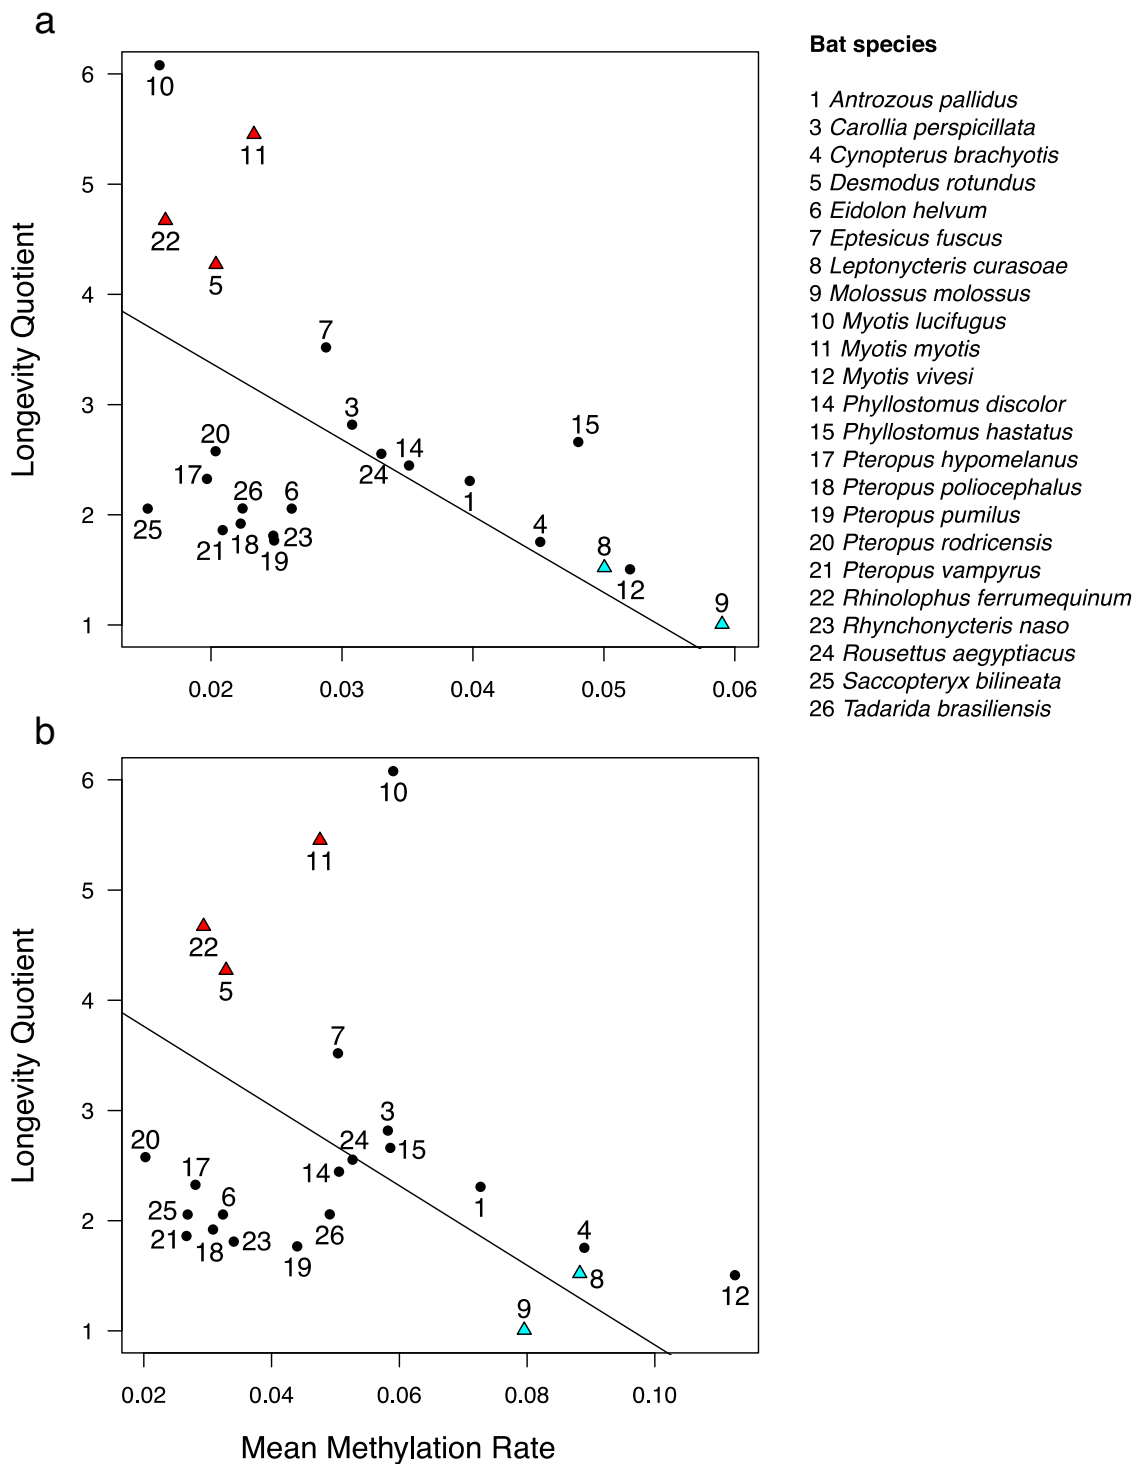 a
Bat species
1 Antrozous pallidus
3 Carollia perspicillata
4 Cynopterus brachyotis
5 Desmodus rotundus
6 Eidolon helvum
7 Eptesicus fuscus
8 Leptonycteris curasoae
9 Molossus molossus
10 Myotis lucifugus
11 Myotis myotis
12 Myotis vivesi
14 Phyllostomus discolor
15 Phyllostomus hastatus
17 Pteropus hypomelanus
18 Pteropus poliocephalus
19 Pteropus pumilus
20 Pteropus rodricensis
21 Pteropus vampyrus
22 Rhinolophus ferrumequinum
23 Rhynchonycteris naso
24 Rousettus aegyptiacus
25 Saccopteryx bilineata
26 Tadarida brasiliensis
Longevity Quotient
6
5
4
3
2
1
10
11
22
5
7
3
15
20
14
24
17
26
6
1
25
4
21
18
23
19
8
12
9
0.02 0.03 0.04 0.05 0.06
b
Longevity Quotient
6
5
4
3
2
1
10
11
22
5
7
3
20
24
15
17
14
6
25
1
21
18
23
26
4
19
8
12
9
0.02 0.04 0.06 0.08 0.10
Mean Methylation Rate